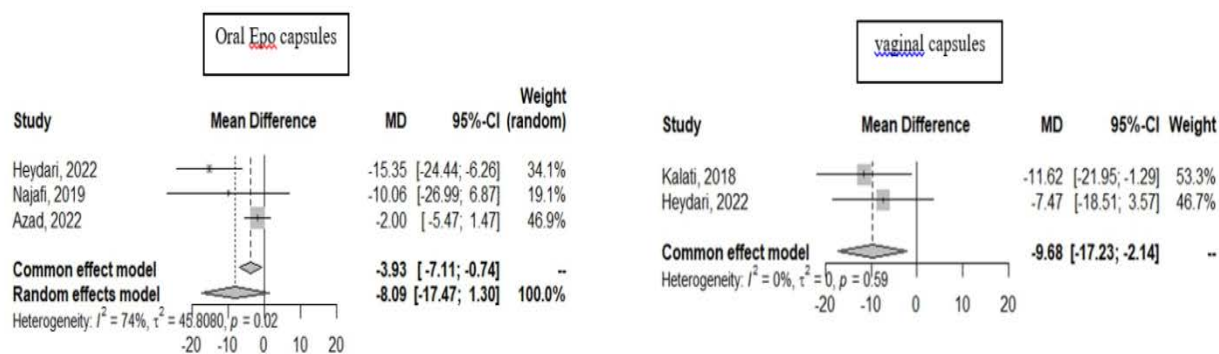 Oral Epo capsules
Weight
Study Mean Difference MD 95%-CI (random)
Heydari, 2022 -15.35 [-24.44; -6.26] 34.1%
Najafi, 2019 -10.06 [-26.99; 6.87] 19.1%
Azad, 2022 -2.00 [-5.47; 1.47] 46.9%
Common effect model -3.93 [-7.11; -0.74] --
Random effects model -8.09 [-17.47; 1.30] 100.0%
Heterogeneity: I² = 74%, τ² = 45.8080, p = 0.02
-20 -10 0 10 20
vaginal capsules
Study Mean Difference MD 95%-CI Weight
Kalati, 2018 -11.62 [-21.95; -1.29] 53.3%
Heydari, 2022 -7.47 [-18.51; 3.57] 46.7%
Common effect model -9.68 [-17.23; -2.14] --
Heterogeneity: I² = 0%, τ² = 0, p = 0.59
-20 -10 0 10 20